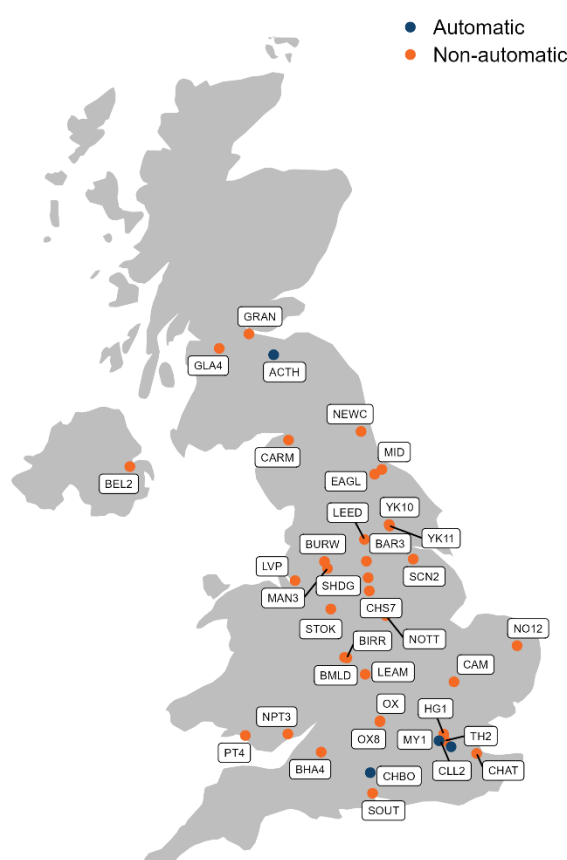 Automatic
Non-automatic
GRAN
GLA4
ACTH
NEWC
CARM
MID
BEL2
EAGL
YK10
LEED
YK11
BURW
BAR3
LVP
SCN2
SHDG
MAN3
CHS7
STOK
NO12
BIRR
NOTT
CAM
BMLD
LEAM
OX
HG1
NPT3
OX8
MY1
TH2
PT4
BHA4
CHBO
CLL2
CHAT
SOUT